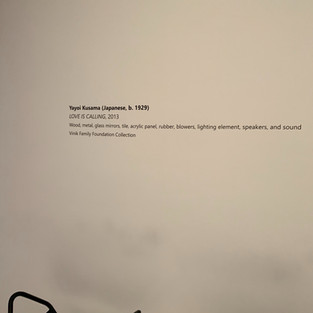 Yayoi Kusama (Japanese, b. 1929)
LOVE IS CALLING, 2013
Wood, metal, glass mirrors, tile, acrylic panel, rubber, blowers, lighting element, speakers, and sound
Vinik Family Foundation Collection